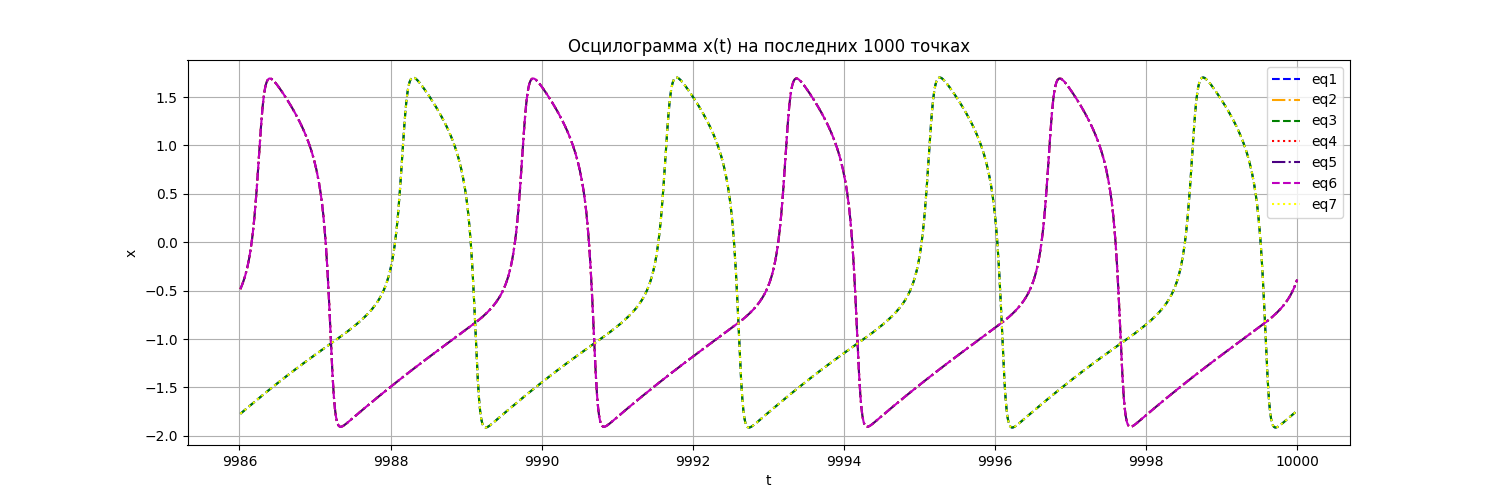 Осцилограмма x(t) на последних 1000 точках
1.5
1.0
0.5
0.0
−0.5
−1.0
−1.5
−2.0
x
9986
9988
9990
9992
9994
9996
9998
10000
t
eq1
eq2
eq3
eq4
eq5
eq6
eq7